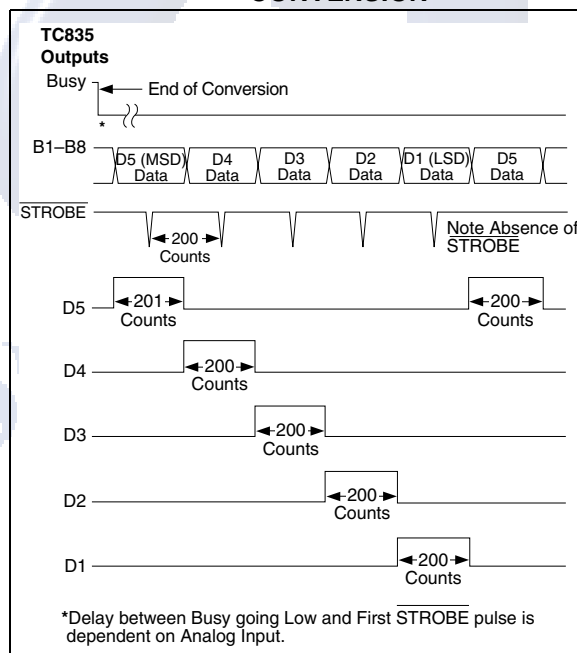 TC835
Outputs
Busy
End of Conversion
*
B1–B8
D5 (MSD) Data
D4 Data
D3 Data
D2 Data
D1 (LSD) Data
D5 Data
STROBE
200 Counts
Note Absence of
STROBE
D5
201 Counts
200 Counts
D4
200 Counts
D3
200 Counts
D2
200 Counts
D1
200 Counts
*Delay between Busy going Low and First STROBE pulse is
dependent on Analog Input.